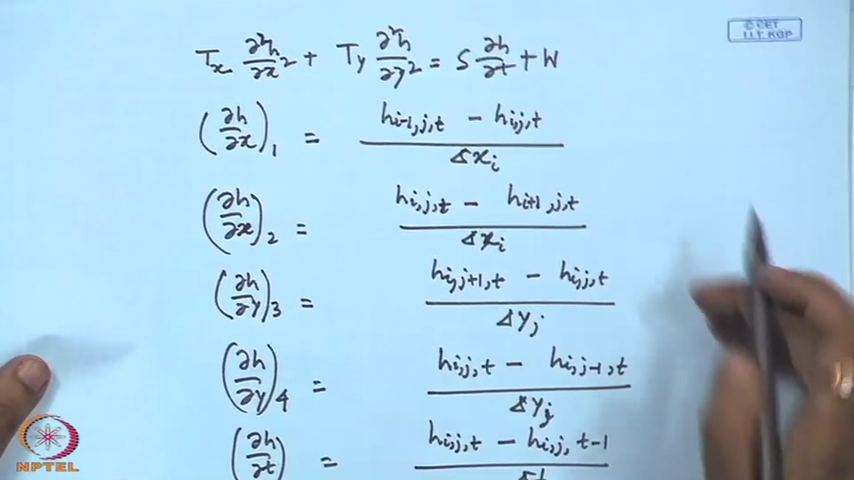 © CET
I.I.T. KGP
Tx ∂²h/∂x² + Ty ∂²h/∂y² = S ∂h/∂t + W
(∂h/∂x)₁ = (hi-1,j,t − hi,j,t)/Δxi
(∂h/∂x)₂ = (hi,j,t − hi+1,j,t)/Δxi
(∂h/∂y)₃ = (hi,j+1,t − hi,j,t)/Δyj
(∂h/∂y)₄ = (hi,j,t − hi,j-1,t)/Δyj
(∂h/∂t) = (hi,j,t − hi,j,t-1)/Δt
NPTEL